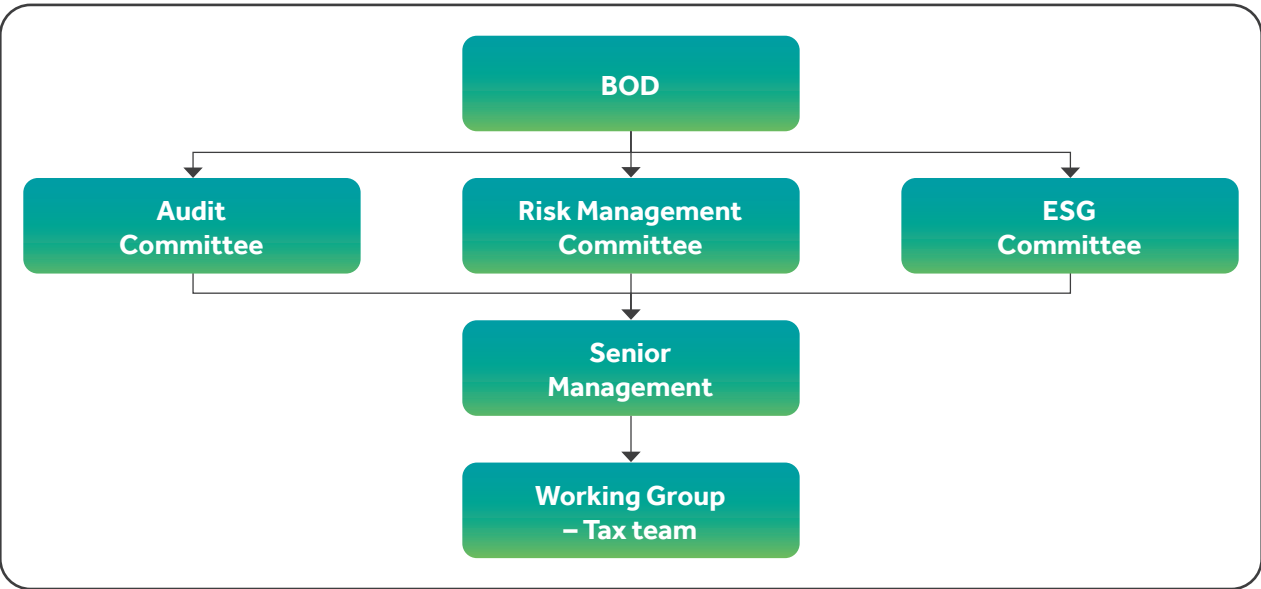 BOD
Audit
Committee
Risk Management
Committee
ESG
Committee
Senior
Management
Working Group
– Tax team